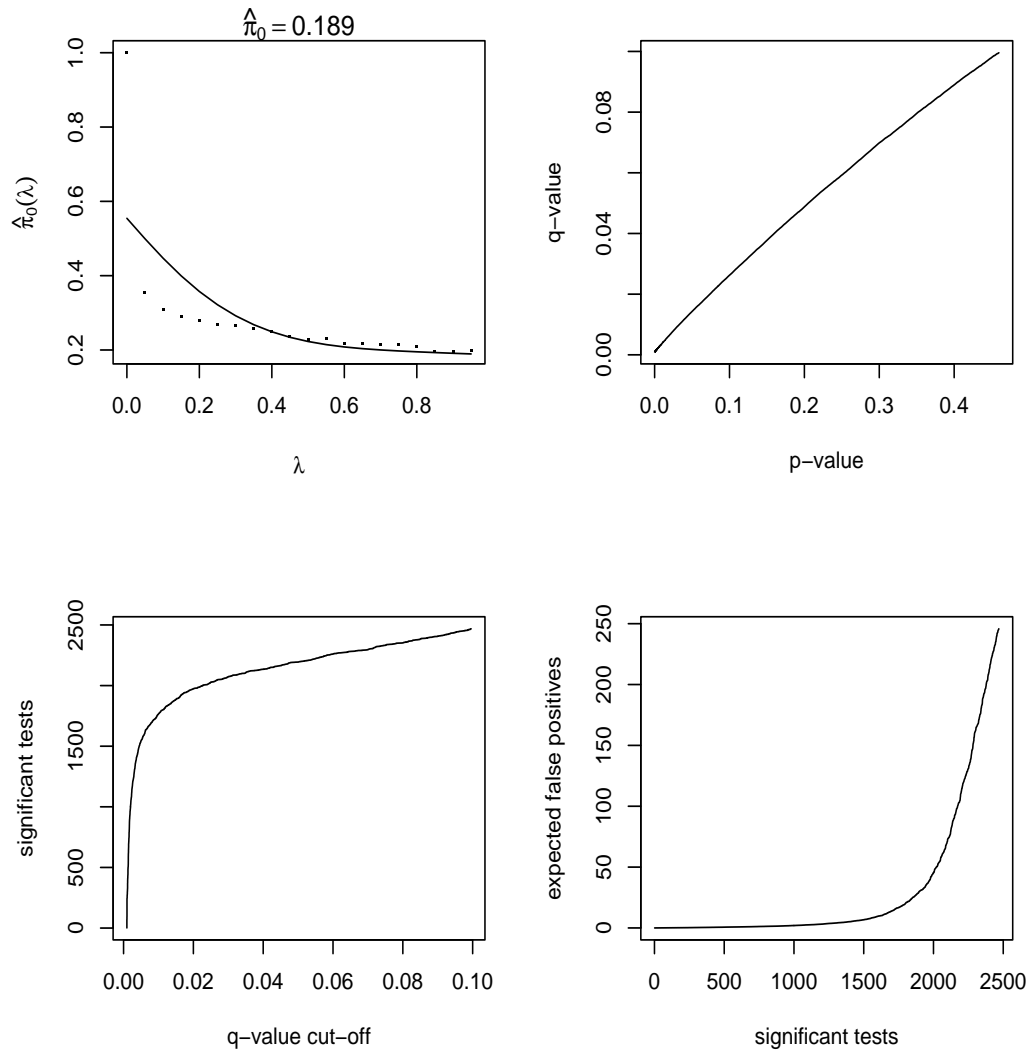 π̂₀ = 0.189
1.0
0.8
0.6
0.4
0.2
π̂₀(λ)
0.0 0.2 0.4 0.6 0.8
λ
0.08
0.04
0.00
q−value
0.0 0.1 0.2 0.3 0.4
p−value
2500
1500
500
0
significant tests
0.00 0.02 0.04 0.06 0.08 0.10
q−value cut−off
250
200
150
100
50
0
expected false positives
0 500 1000 1500 2000 2500
significant tests